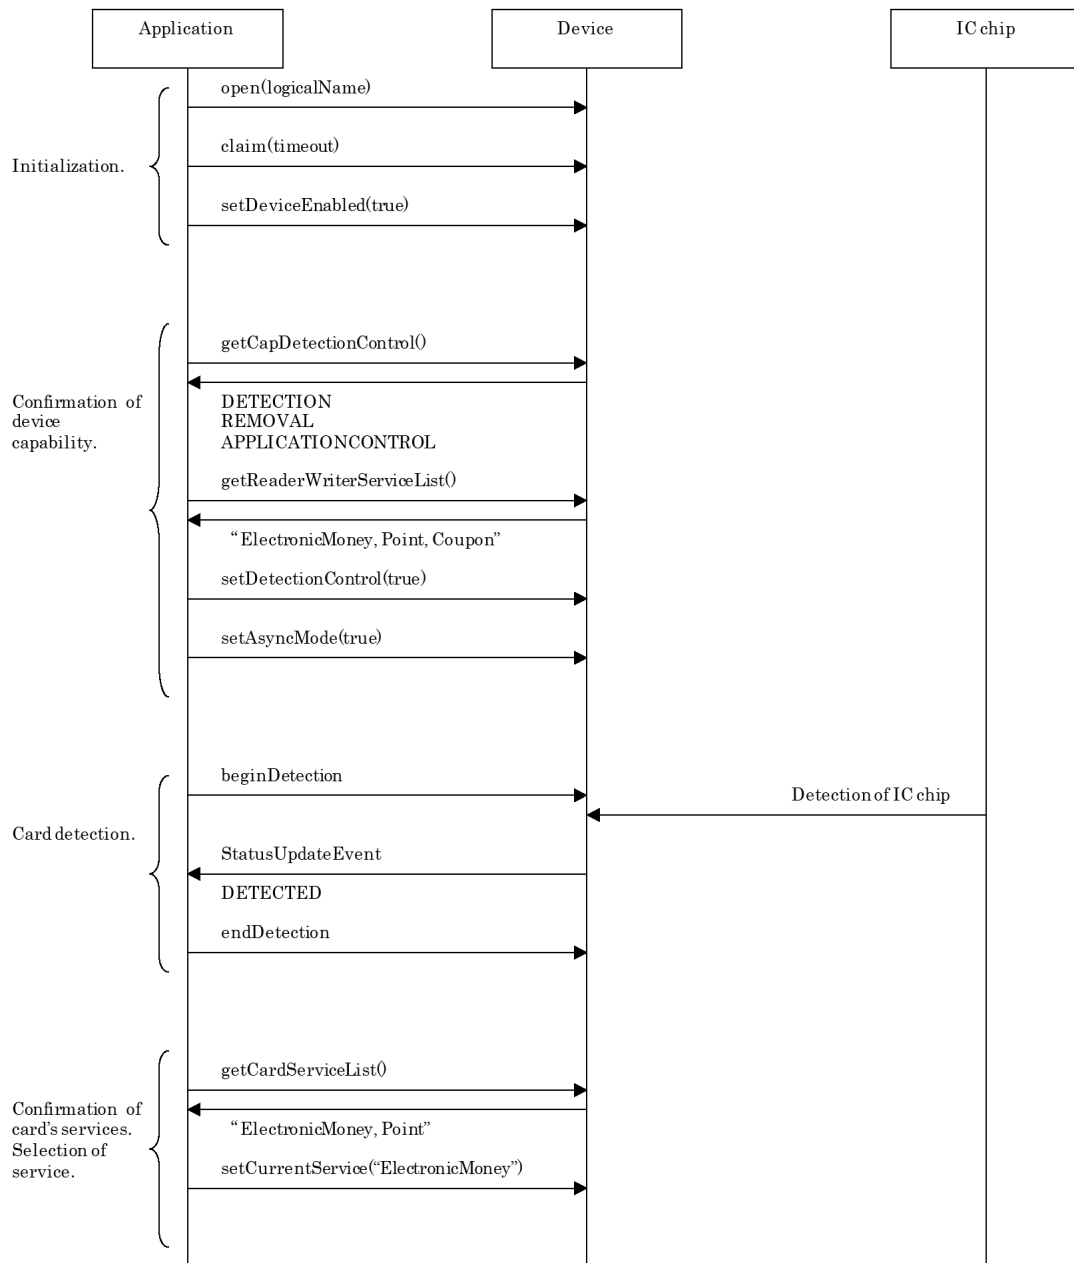 Application
Device
IC chip
open(logicalName)
claim(timeout)
Initialization.
setDeviceEnabled(true)
getCapDetectionControl()
Confirmation of
device
capability.
DETECTION
REMOVAL
APPLICATIONCONTROL
getReaderWriterServiceList()
“ElectronicMoney, Point, Coupon”
setDetectionControl(true)
setAsyncMode(true)
beginDetection
Detection of IC chip
Card detection.
StatusUpdateEvent
DETECTED
endDetection
getCardServiceList()
Confirmation of
card’s services.
Selection of
service.
“ElectronicMoney, Point”
setCurrentService(“ElectronicMoney”)